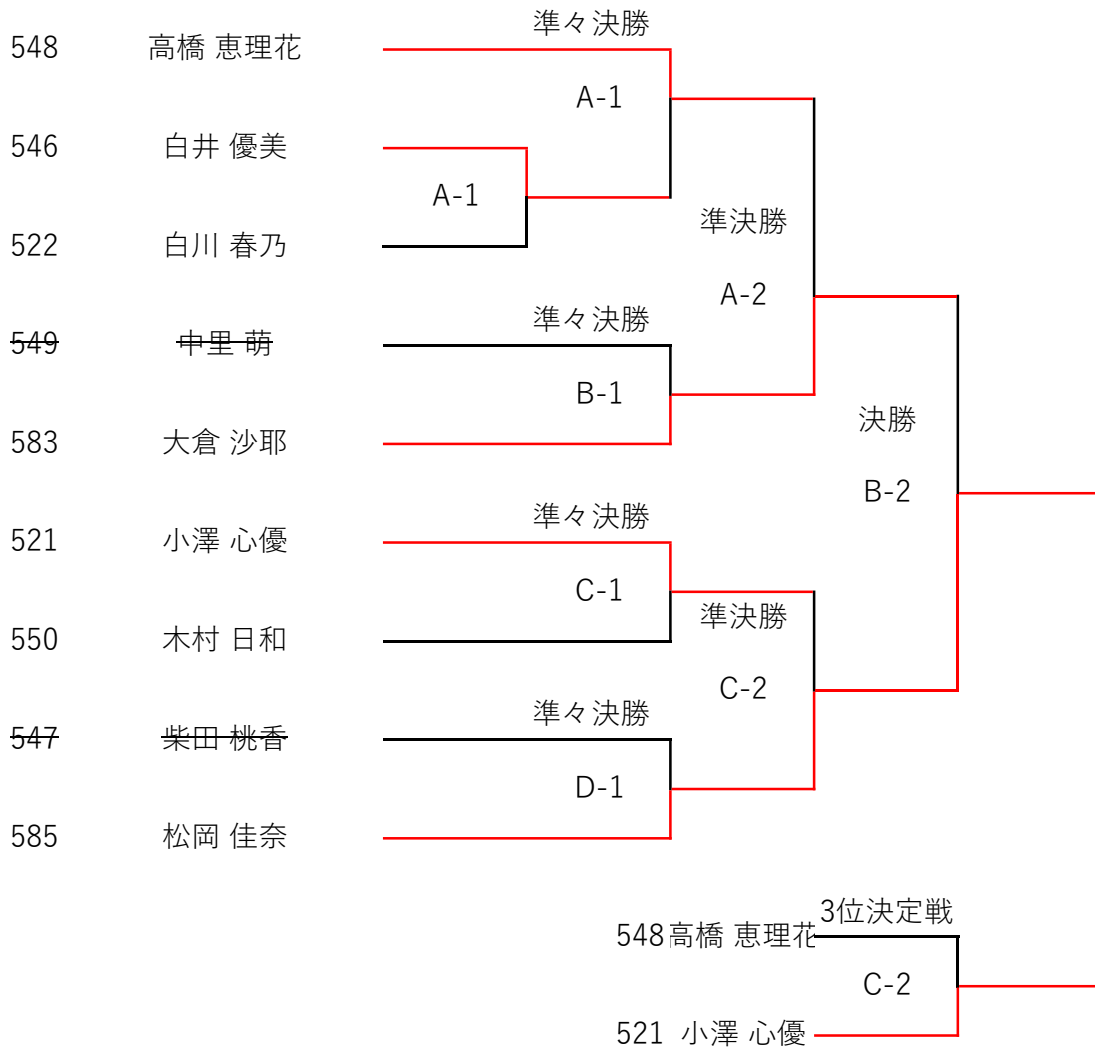 準々決勝
548 高橋 恵理花
A-1
546 白井 優美
A-1
準決勝
522 白川 春乃
A-2
準々決勝
549 中里 萌
B-1
決勝
583 大倉 沙耶
B-2
準々決勝
521 小澤 心優
C-1
準決勝
550 木村 日和
C-2
準々決勝
547 柴田 桃香
D-1
585 松岡 佳奈
3位決定戦
548 高橋 恵理花
C-2
521 小澤 心優